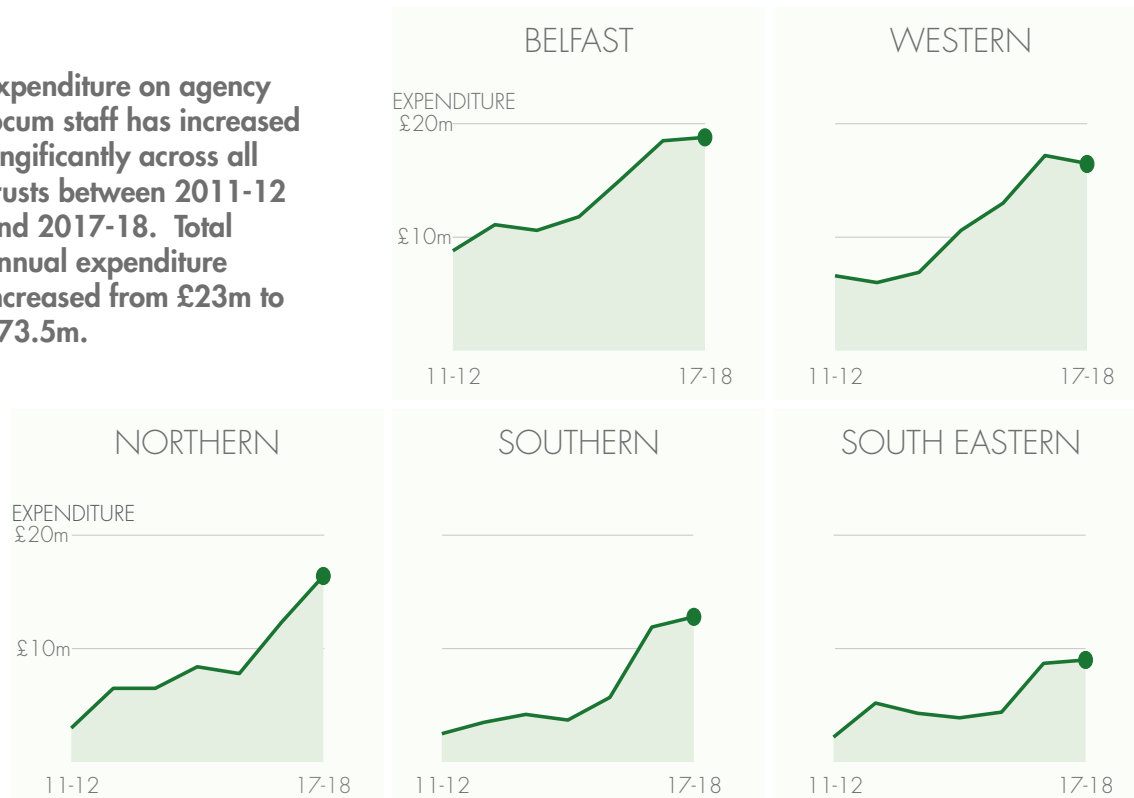 xpenditure on agency
ocum staff has increased
ngificantly across all
rusts between 2011-12
nd 2017-18. Total
nnual expenditure
ncreased from £23m to
73.5m.
BELFAST
EXPENDITURE
£20m
£10m
11-12 17-18
WESTERN
11-12 17-18
NORTHERN
EXPENDITURE
£20m
£10m
11-12 17-18
SOUTHERN
11-12 17-18
SOUTH EASTERN
11-12 17-18